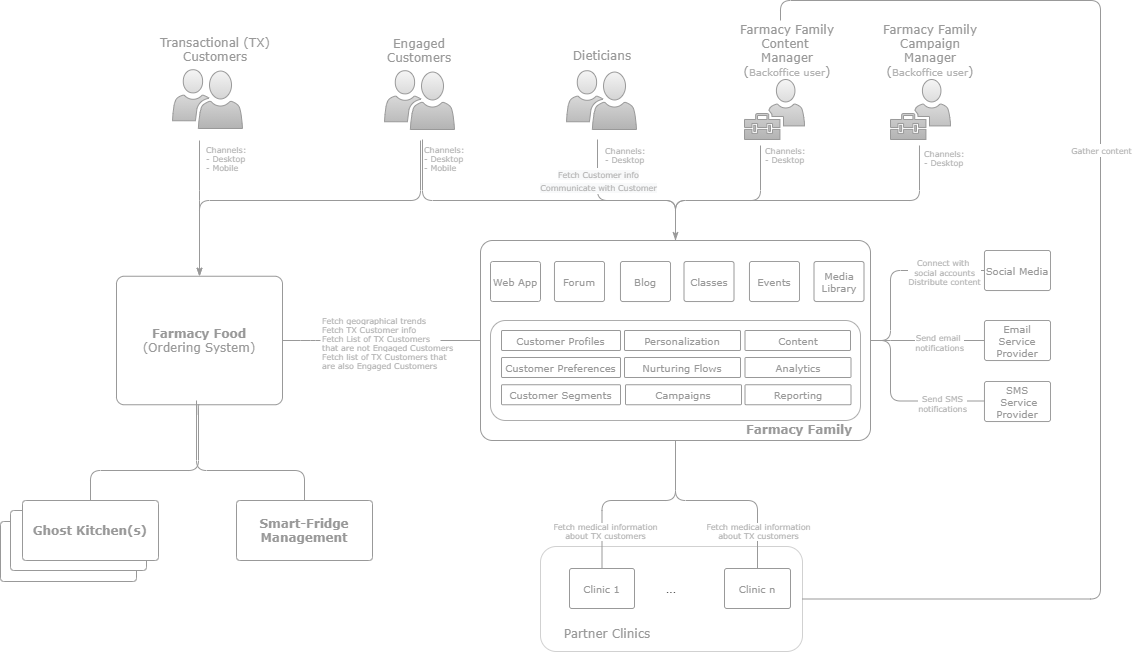 Transactional (TX)
Customers
Engaged
Customers
Dieticians
Farmacy Family
Content
Manager
(Backoffice user)
Farmacy Family
Campaign
Manager
(Backoffice user)
Channels:
- Desktop
- Mobile
Channels:
- Desktop
- Mobile
Channels:
- Desktop
Fetch Customer info
Communicate with Customer
Channels:
- Desktop
Channels:
- Desktop
Gather content
Web App
Forum
Blog
Classes
Events
Media
Library
Connect with
social accounts
Distribute content
Social Media
Farmacy Food
(Ordering System)
Fetch geographical trends
Fetch TX Customer info
Fetch List of TX Customers
that are not Engaged Customers
Fetch list of TX Customers that
are also Engaged Customers
Customer Profiles
Personalization
Content
Customer Preferences
Nurturing Flows
Analytics
Customer Segments
Campaigns
Reporting
Farmacy Family
Send email
notifications
Email
Service
Provider
Send SMS
notifications
SMS
Service
Provider
Ghost Kitchen(s)
Smart-Fridge
Management
Fetch medical information
about TX customers
Fetch medical information
about TX customers
Clinic 1
...
Clinic n
Partner Clinics